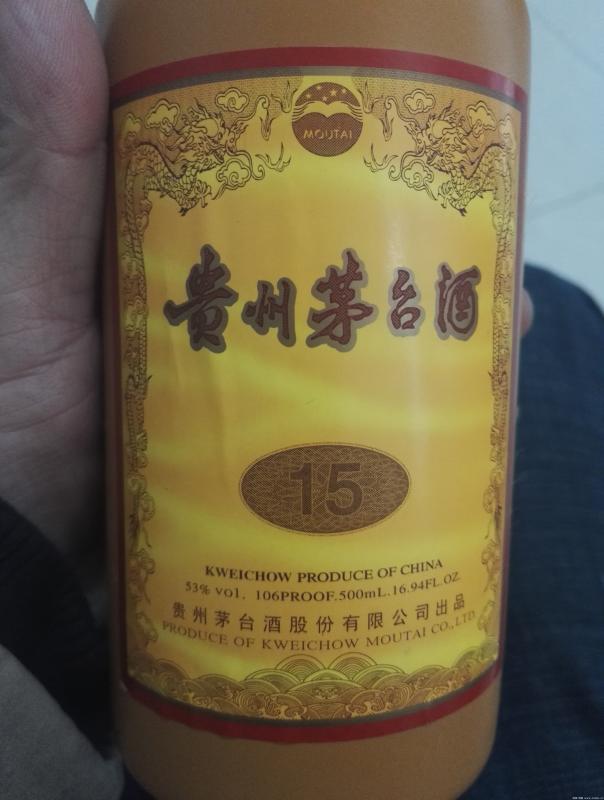 MOUTAI
贵州茅台酒
15
KWEICHOW PRODUCE OF CHINA
53% vol. 106PROOF.500mL.16.94FL.OZ.
贵州茅台酒股份有限公司出品
PRODUCE OF KWEICHOW MOUTAI CO.,LTD